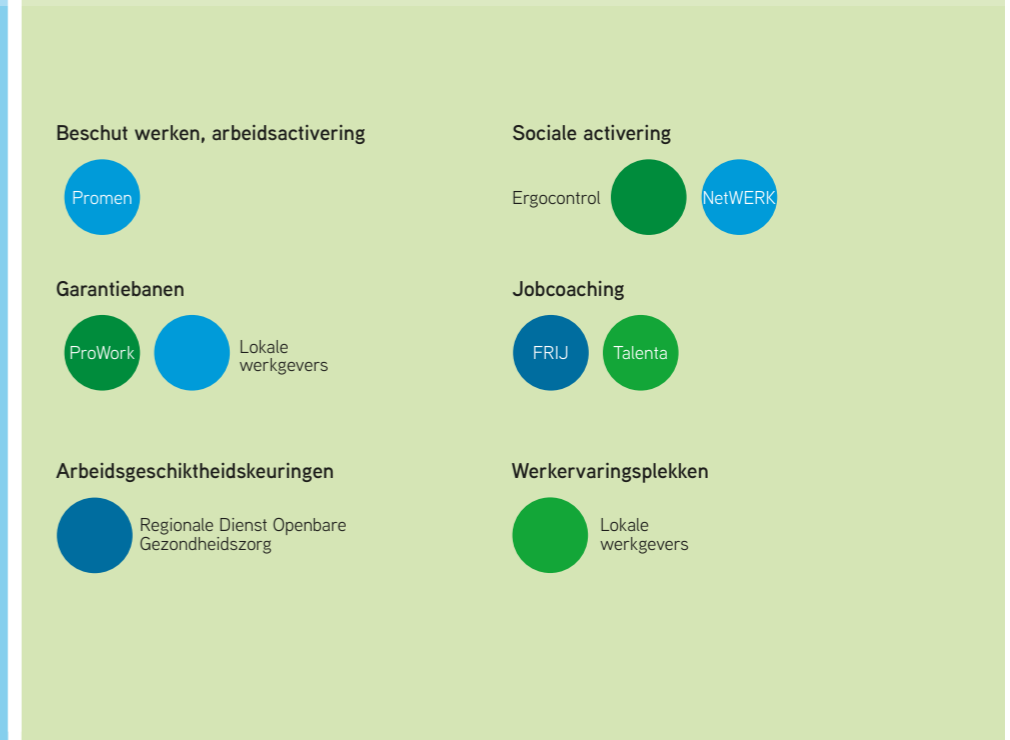 Beschut werken, arbeidsactivering
Promen
Sociale activering
Ergocontrol
NetWERK
Garantiebanen
ProWork
Lokale
werkgevers
Jobcoaching
FRIJ
Talenta
Arbeidsgeschiktheidskeuringen
Regionale Dienst Openbare
Gezondheidszorg
Werkervaringsplekken
Lokale
werkgevers